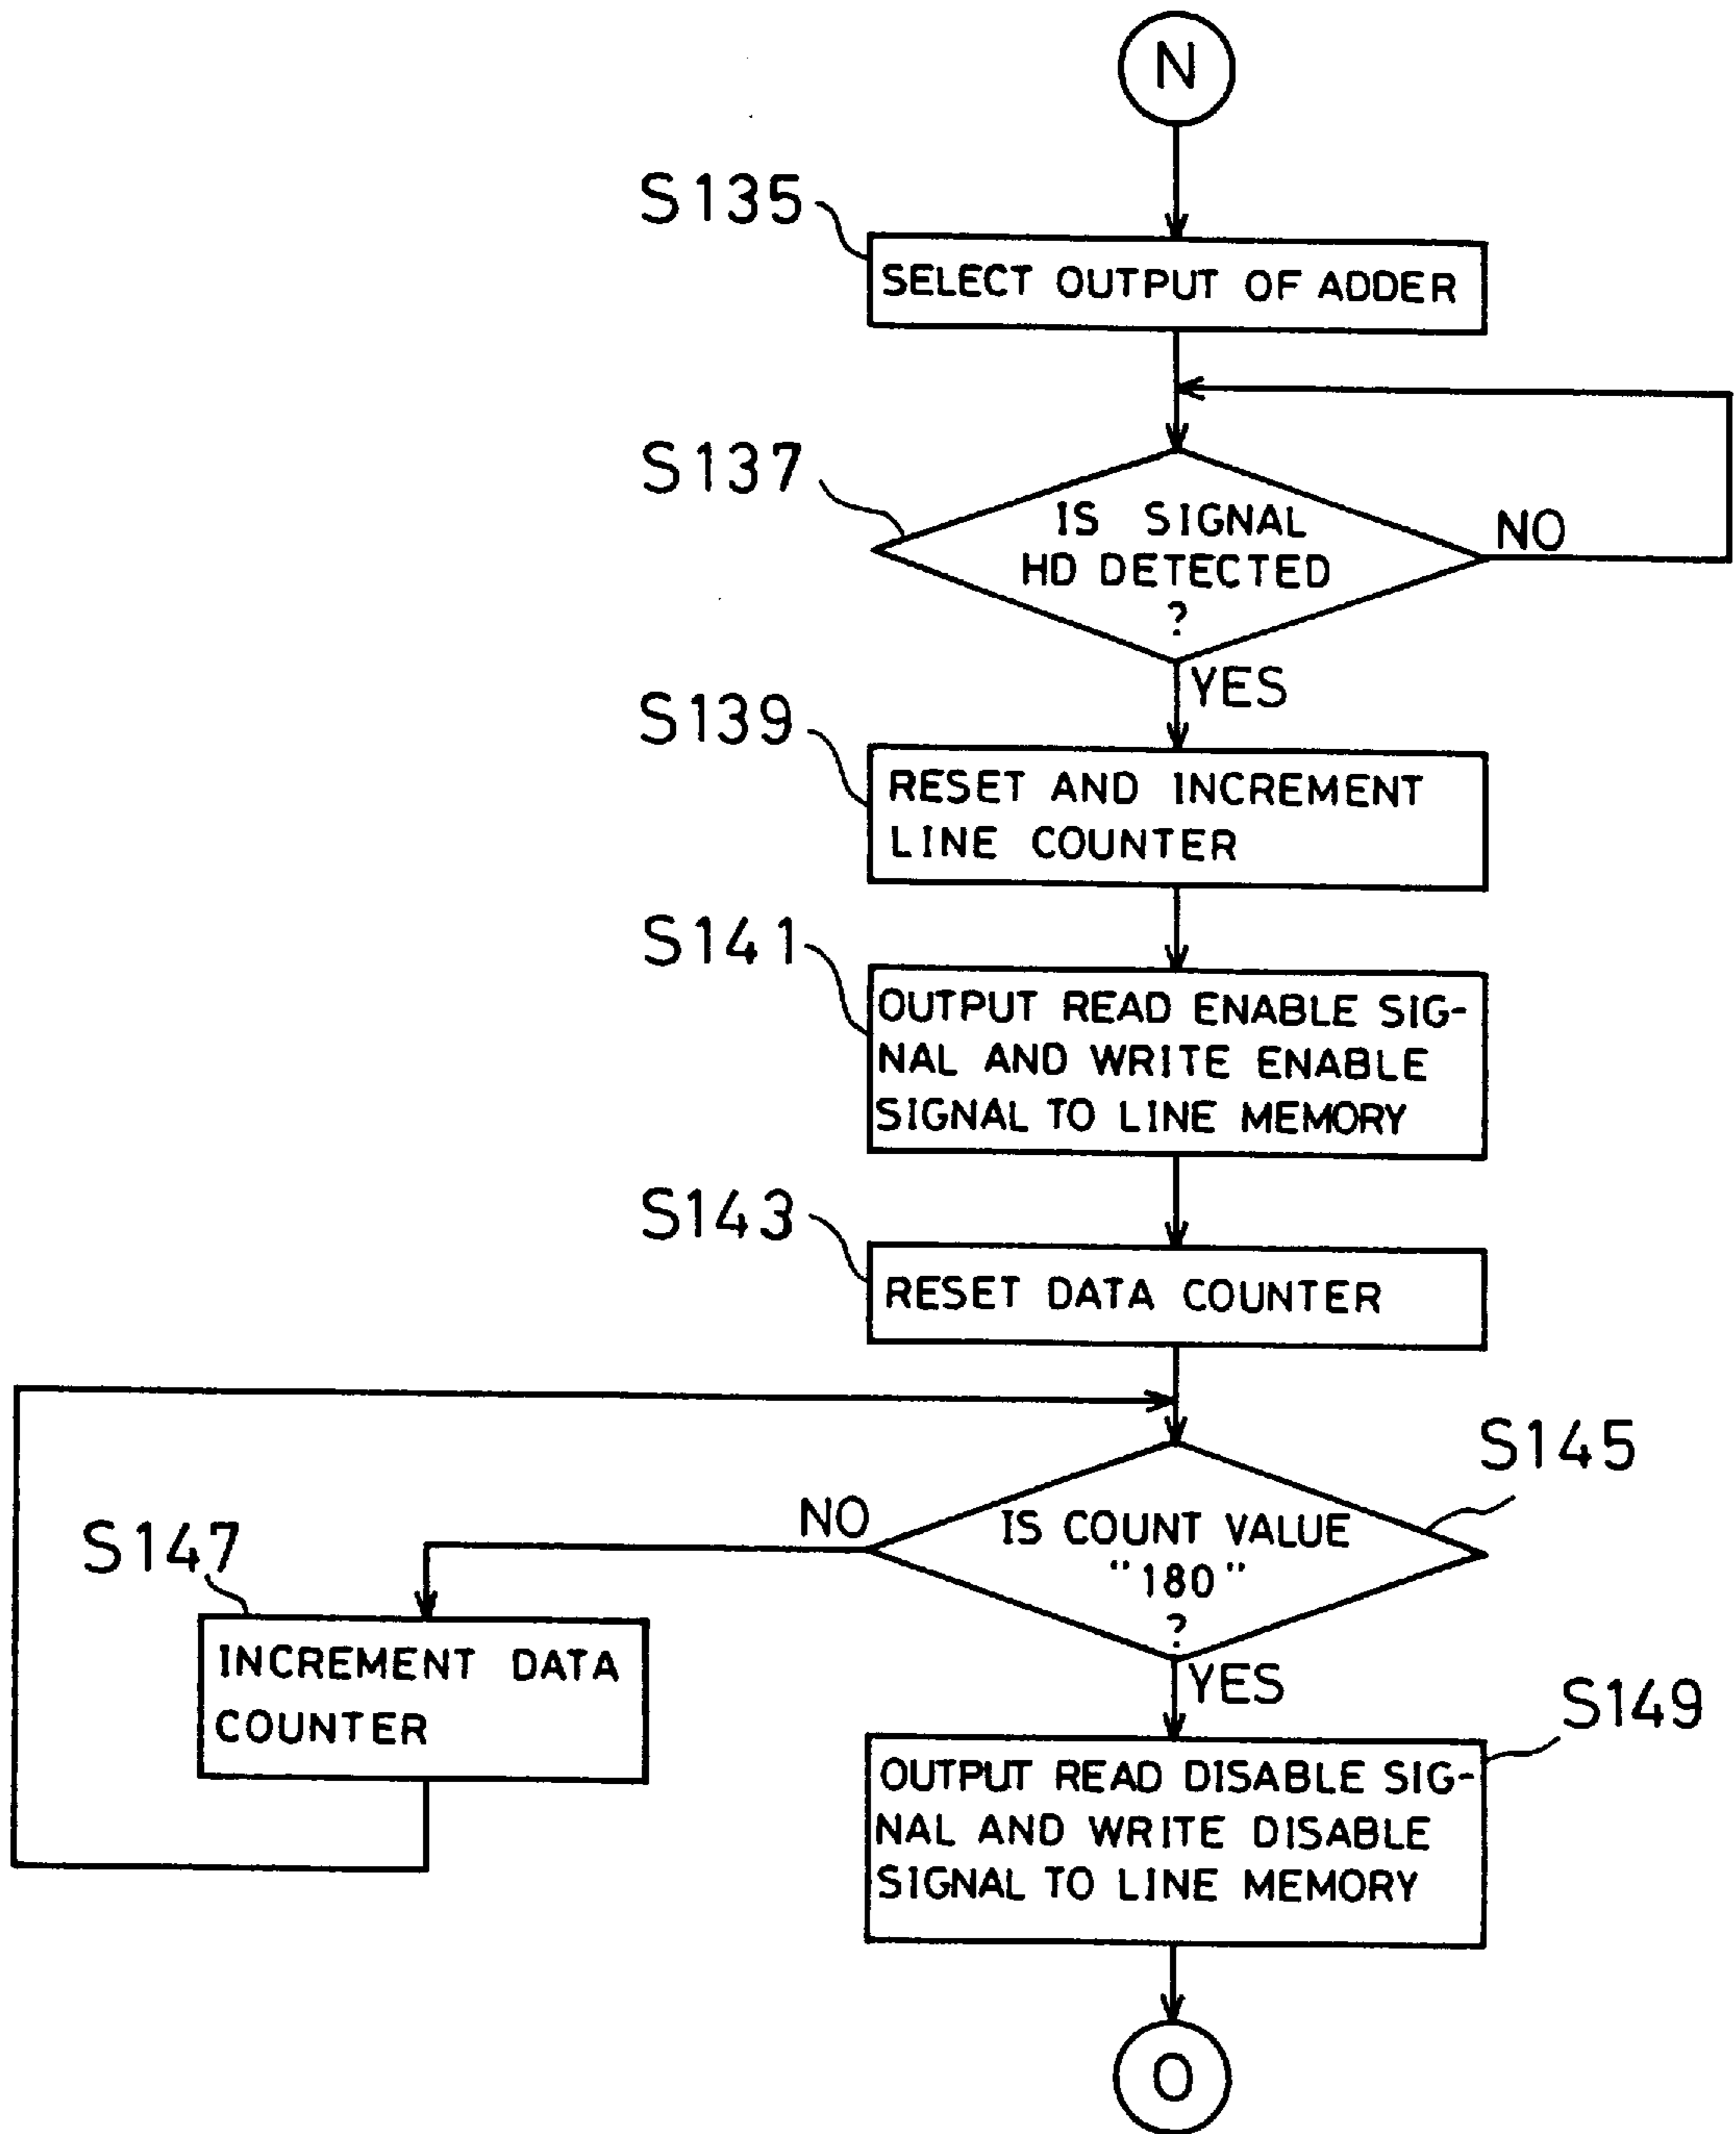 N
S135
SELECT OUTPUT OF ADDER
S137
IS SIGNAL
HD DETECTED
?
NO
YES
S139
RESET AND INCREMENT
LINE COUNTER
S141
OUTPUT READ ENABLE SIG-
NAL AND WRITE ENABLE
SIGNAL TO LINE MEMORY
S143
RESET DATA COUNTER
S145
IS COUNT VALUE
"180"
?
NO
S147
INCREMENT DATA
COUNTER
YES
S149
OUTPUT READ DISABLE SIG-
NAL AND WRITE DISABLE
SIGNAL TO LINE MEMORY
O